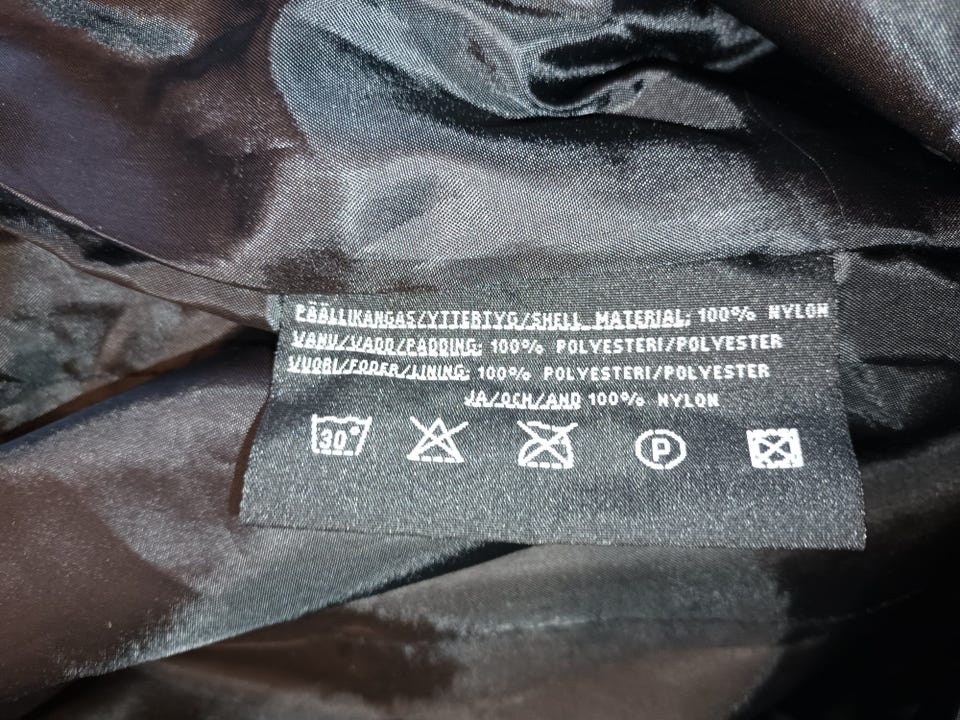 PÄÄLLIKANGAS/YTTERTYG/SHELL MATERIAL: 100% NYLON
VANU/VADD/PADDING: 100% POLYESTERI/POLYESTER
VUORI/FODER/LINING: 100% POLYESTERI/POLYESTER
JA/OCH/AND 100% NYLON
30° P